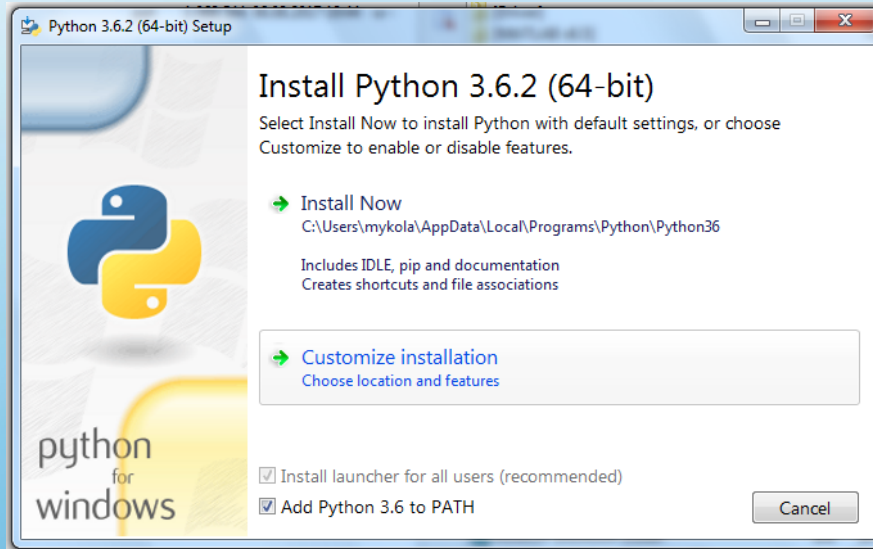 Python 3.6.2 (64-bit) Setup
Install Python 3.6.2 (64-bit)
Select Install Now to install Python with default settings, or choose
Customize to enable or disable features.
Install Now
C:\Users\mykola\AppData\Local\Programs\Python\Python36
Includes IDLE, pip and documentation
Creates shortcuts and file associations
Customize installation
Choose location and features
python
for
windows
Install launcher for all users (recommended)
Add Python 3.6 to PATH
Cancel